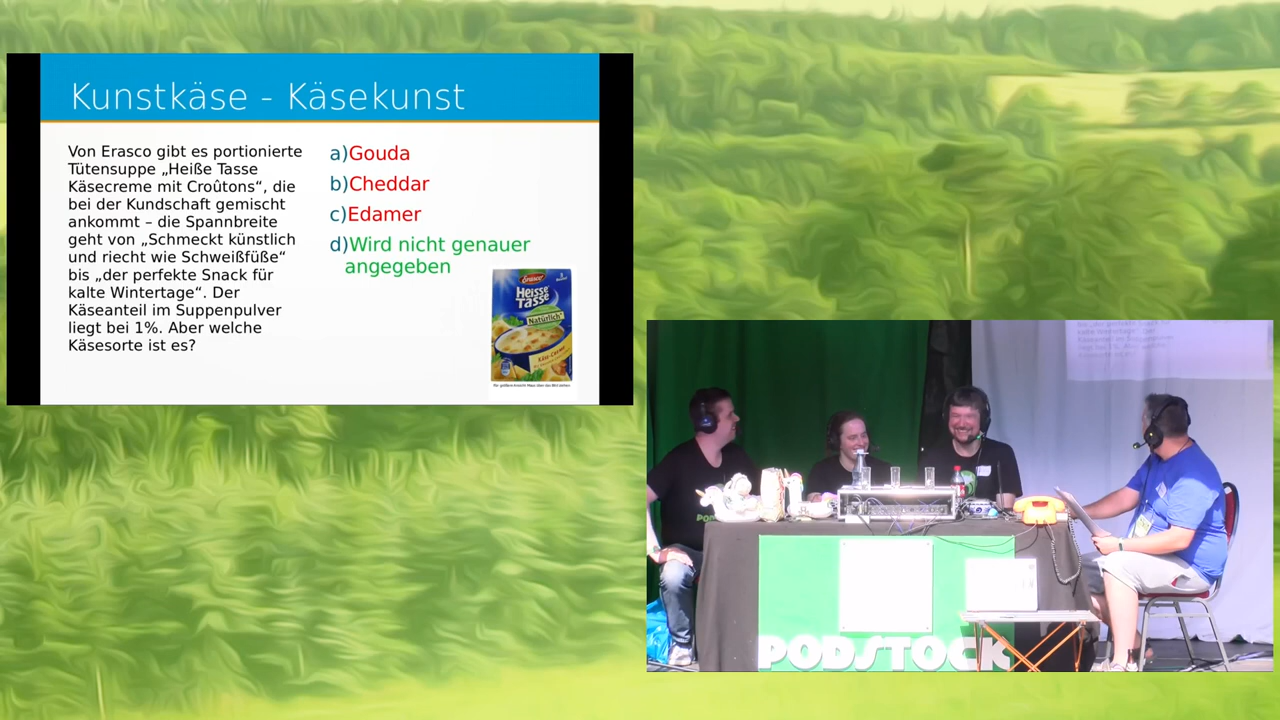 Kunstkäse - Käsekunst
Von Erasco gibt es portionierte
Tütensuppe „Heiße Tasse
Käsecreme mit Croûtons“, die
bei der Kundschaft gemischt
ankommt – die Spannbreite
geht von „Schmeckt künstlich
und riecht wie Schweißfüße“
bis „der perfekte Snack für
kalte Wintertage“. Der
Käseanteil im Suppenpulver
liegt bei 1%. Aber welche
Käsesorte ist es?
a)Gouda
b)Cheddar
c)Edamer
d)Wird nicht genauer
angegeben
Erasco
Heisse
Tasse
Natürlich
Käse-Creme
PODSTOCK